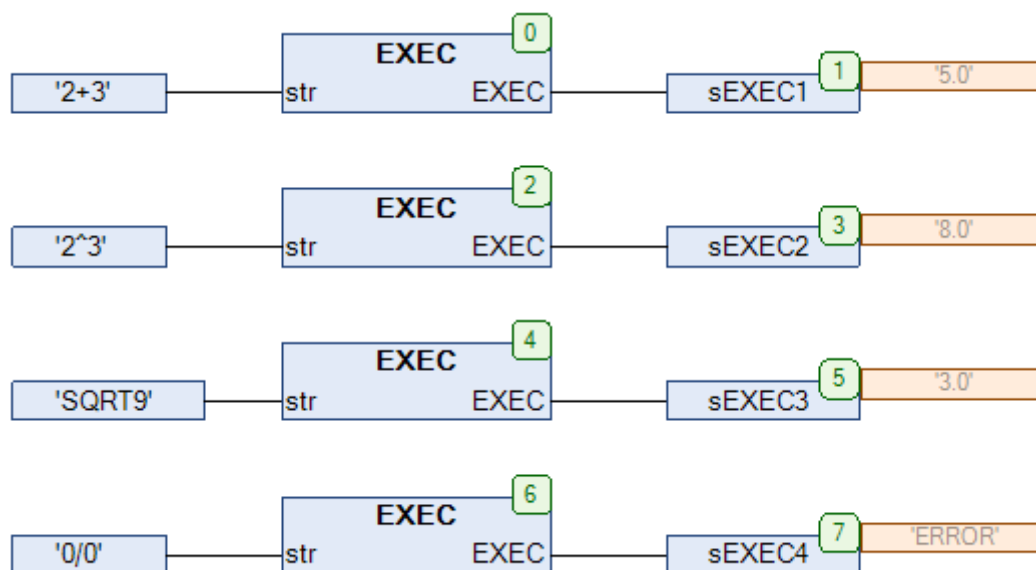 0
EXEC
1
'5.0'
'2+3' str EXEC sEXEC1
2
EXEC
3
'8.0'
'2^3' str EXEC sEXEC2
4
EXEC
5
'3.0'
'SQRT9' str EXEC sEXEC3
6
EXEC
7
'ERROR'
'0/0' str EXEC sEXEC4